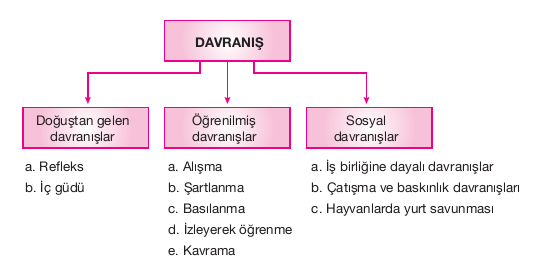 DAVRANIŞ
Doğuştan gelen
davranışlar
a. Refleks
b. İç güdü
Öğrenilmiş
davranışlar
a. Alışma
b. Şartlanma
c. Basılanma
d. İzleyerek öğrenme
e. Kavrama
Sosyal
davranışlar
a. İş birliğine dayalı davranışlar
b. Çatışma ve baskınlık davranışları
c. Hayvanlarda yurt savunması